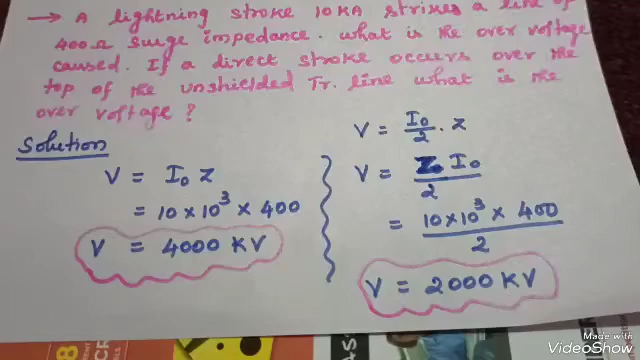 → A lightning stroke 10 KA strikes a line of
400Ω surge impedance. what is the over voltage
caused. If a direct stroke occurs over the
top of the unshielded Tr. line what is the
over voltage?
Solution
V = I₀ Z
= 10 × 10³ × 400
V = 4000 KV
V = I₀/2 . Z
V = Z I₀/2
= 10 × 10³ × 400/2
V = 2000 KV
Made with
VideoShow